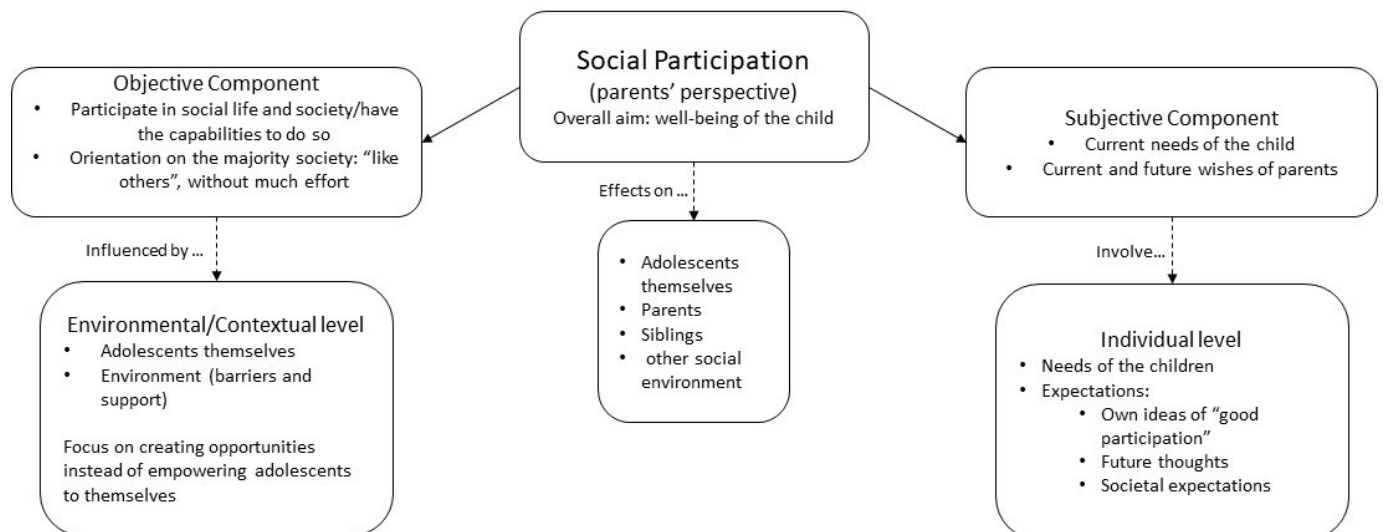 Social Participation
(parents' perspective)
Overall aim: well-being of the child
Objective Component
• Participate in social life and society/have
the capabilities to do so
• Orientation on the majority society: “like
others”, without much effort
Subjective Component
• Current needs of the child
• Current and future wishes of parents
Influenced by ...
Effects on ...
Involve...
Environmental/Contextual level
• Adolescents themselves
• Environment (barriers and
support)
Focus on creating opportunities
instead of empowering adolescents
to themselves
• Adolescents
themselves
• Parents
• Siblings
• other social
environment
Individual level
• Needs of the children
• Expectations:
• Own ideas of “good
participation”
• Future thoughts
• Societal expectations